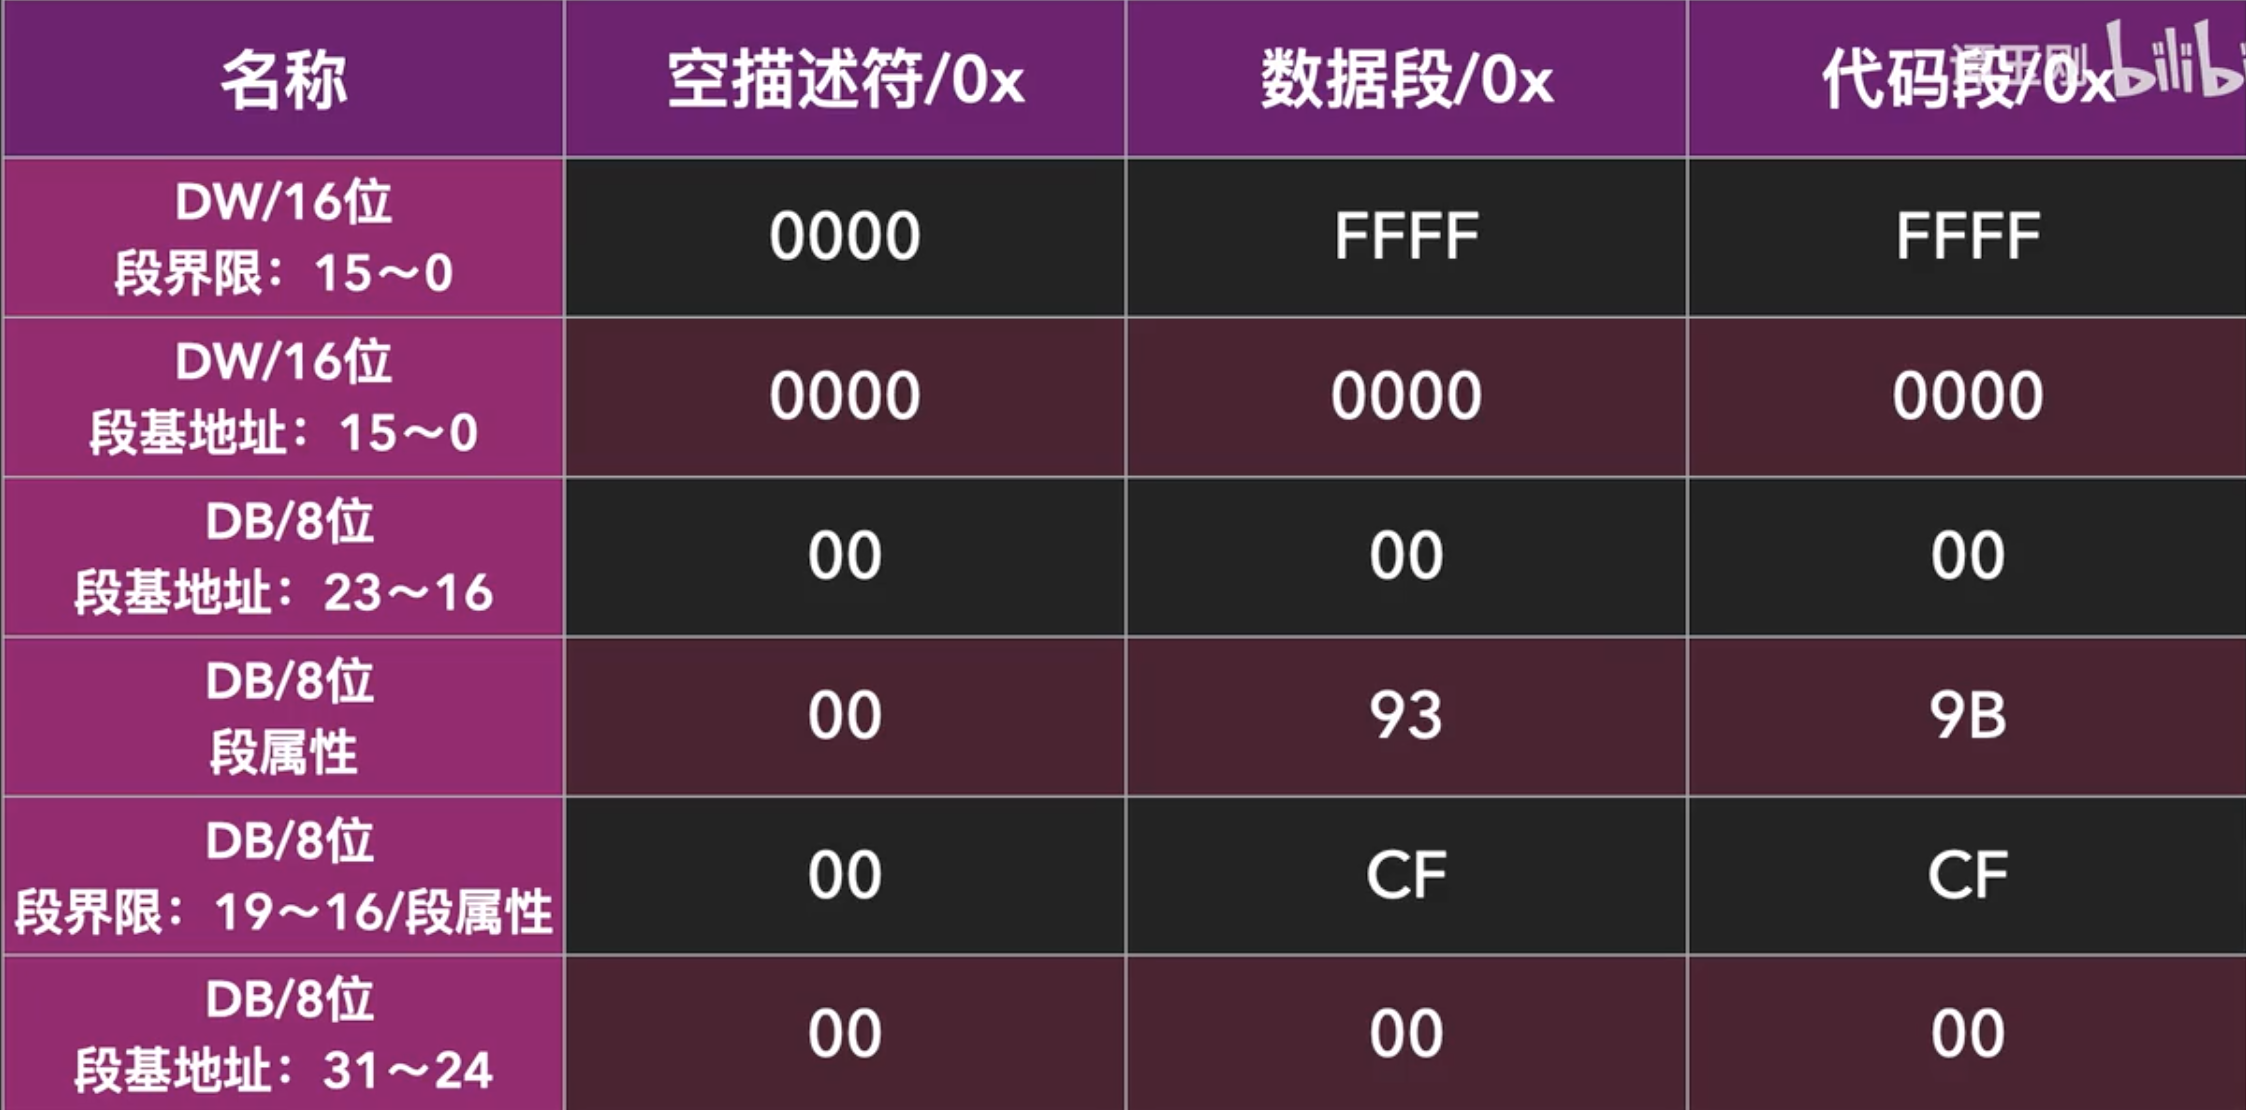 名称
空描述符/0x
数据段/0x
代码段/0x
bilibi
DW/16位
段界限：15～0
0000
FFFF
FFFF
DW/16位
段基地址：15～0
0000
0000
0000
DB/8位
段基地址：23～16
00
00
00
DB/8位
段属性
00
93
9B
DB/8位
段界限：19～16/段属性
00
CF
CF
DB/8位
段基地址：31～24
00
00
00